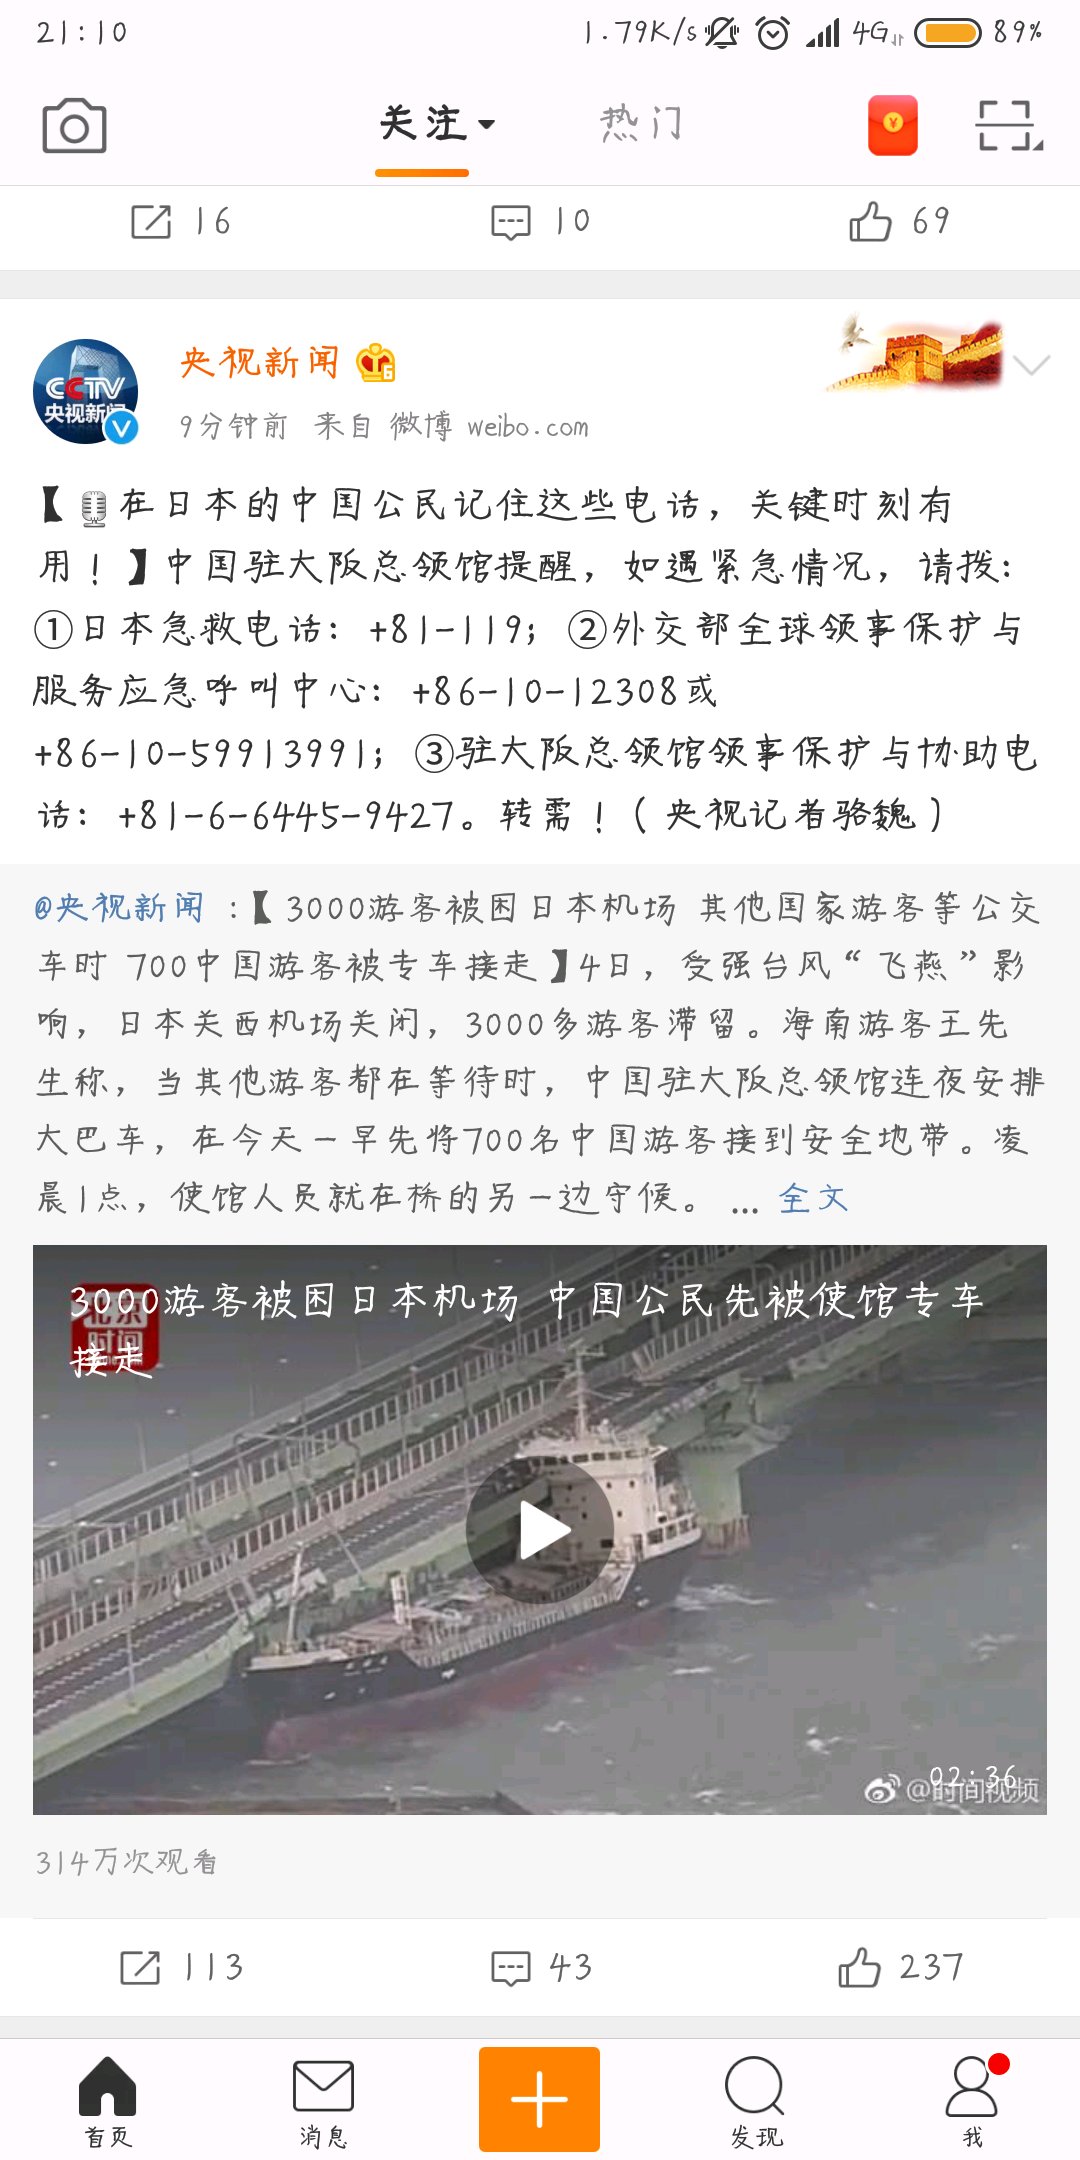 21:10
1.79K/s 4G 89%
关注 热门
16 10 69
CCTV
央视新闻
央视新闻
9分钟前 来自 微博 weibo.com
【🎙在日本的中国公民记住这些电话，关键时刻有
用！】中国驻大阪总领馆提醒，如遇紧急情况，请拨：
①日本急救电话：+81-119；②外交部全球领事保护与
服务应急呼叫中心：+86-10-12308或
+86-10-59913991；③驻大阪总领馆领事保护与协助电
话：+81-6-6445-9427。转需！（央视记者骆魏）
@央视新闻 :【3000游客被困日本机场 其他国家游客等公交
车时 700中国游客被专车接走】4日，受强台风“飞燕”影
响，日本关西机场关闭，3000多游客滞留。海南游客王先
生称，当其他游客都在等待时，中国驻大阪总领馆连夜安排
大巴车，在今天一早先将700名中国游客接到安全地带。凌
晨1点，使馆人员就在桥的另一边守候。 ... 全文
3000游客被困日本机场 中国公民先被使馆专车
接走
北京
时间
02:36
@时间视频
314万次观看
113 43 237
首页 消息 发现 我